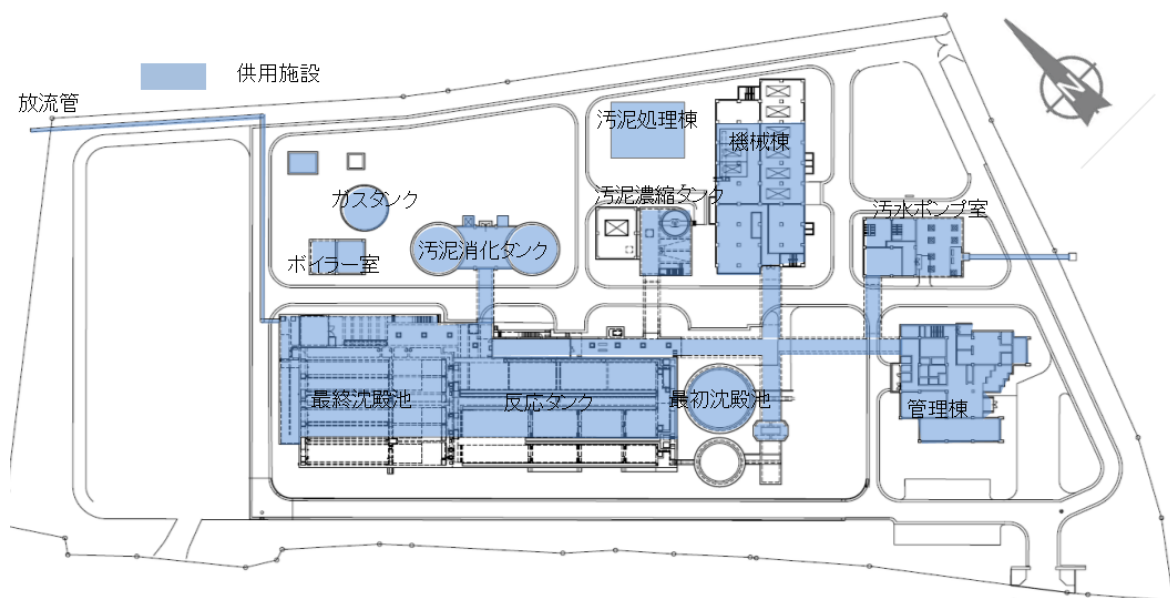 供用施設
放流管
汚泥処理棟
機械棟
ガスタンク
汚泥濃縮タンク
汚水ポンプ室
汚泥消化タンク
ボイラー室
最終沈殿池
反応タンク
最初沈殿池
管理棟
N